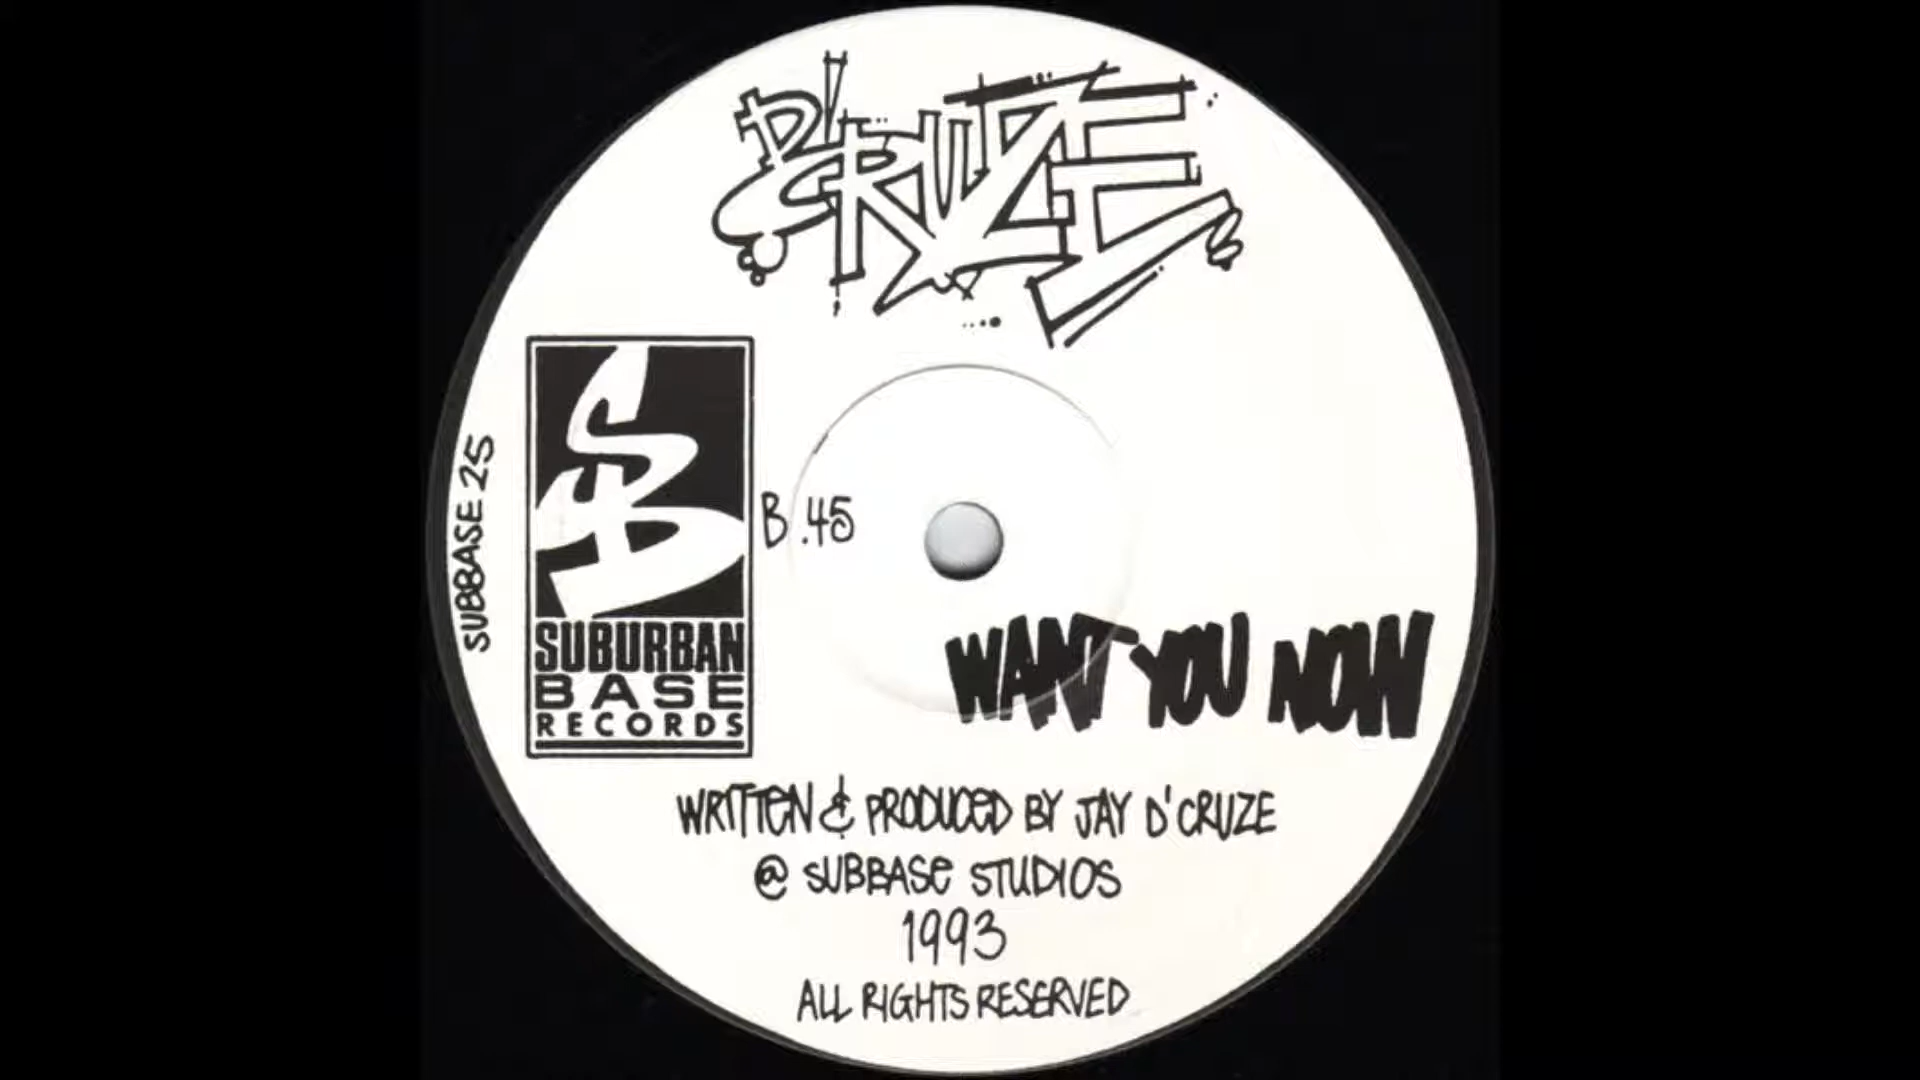 D'CRUZE
SUBBASE 25
SB
SUBURBAN
BASE
RECORDS
B.45
WANT YOU NOW
WRITTEN & PRODUCED BY JAY D'CRUZE
@ SUBBASE STUDIOS
1993
ALL RIGHTS RESERVED